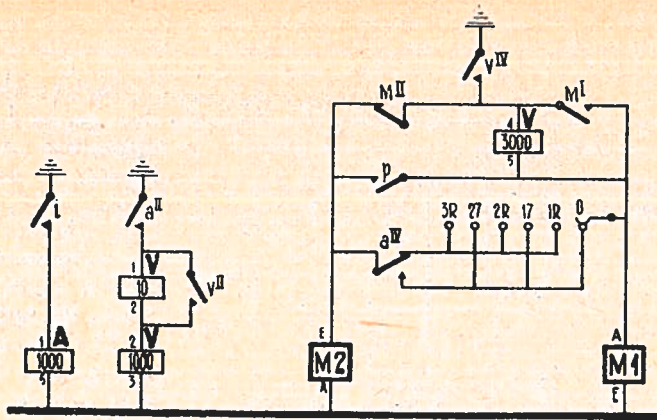 V IV
M II
M I
4 V
3000
5
i
a II
p
3R 27 2R 17 1R 0
a IV
1 V
10
2
V II
1 A
1000
5
2 V
1000
3
E
M2
A
A
M1
E